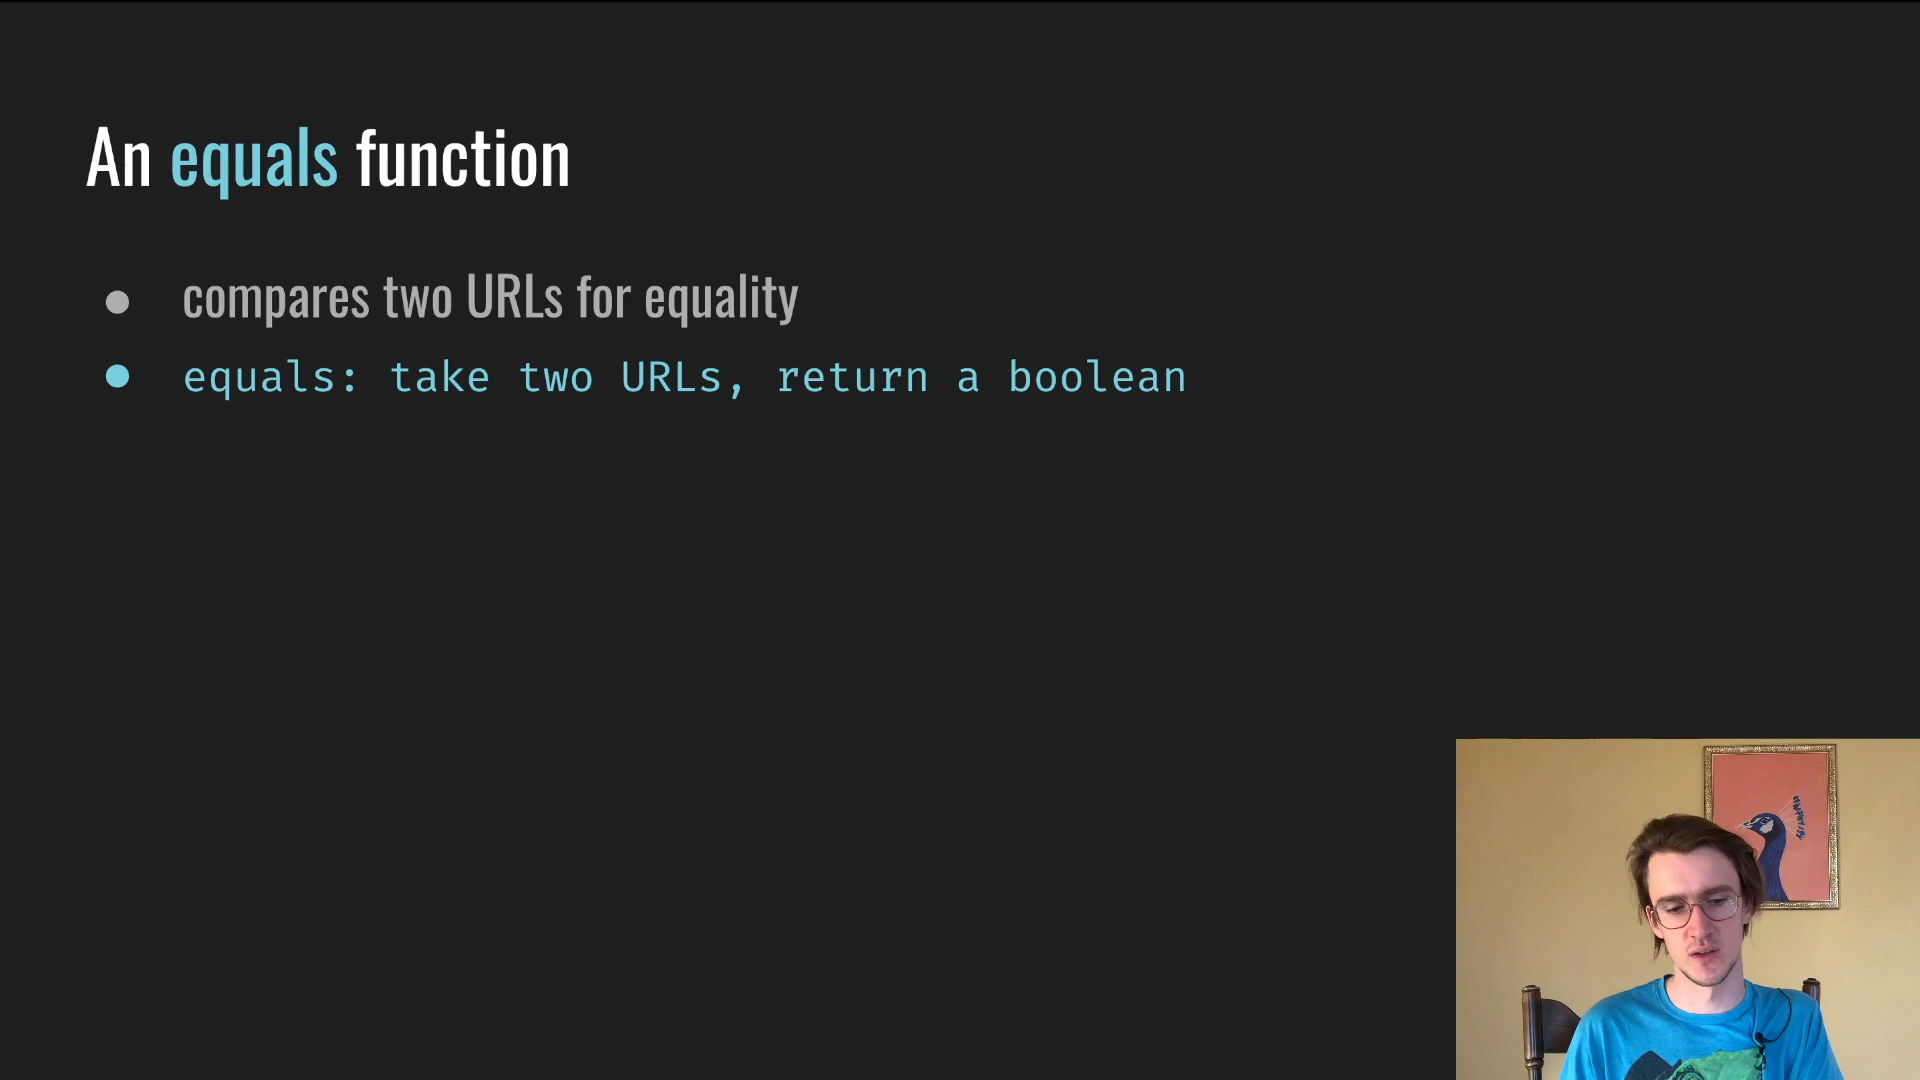 An equals function
compares two URLs for equality
equals: take two URLs, return a boolean